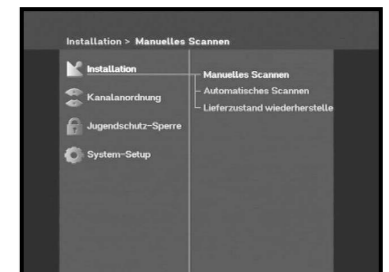 Installation > Manuelles Scannen
Installation
Kanalanordnung
Jugendschutz-Sperre
System-Setup
Manuelles Scannen
Automatisches Scannen
Lieferzustand wiederherstelle